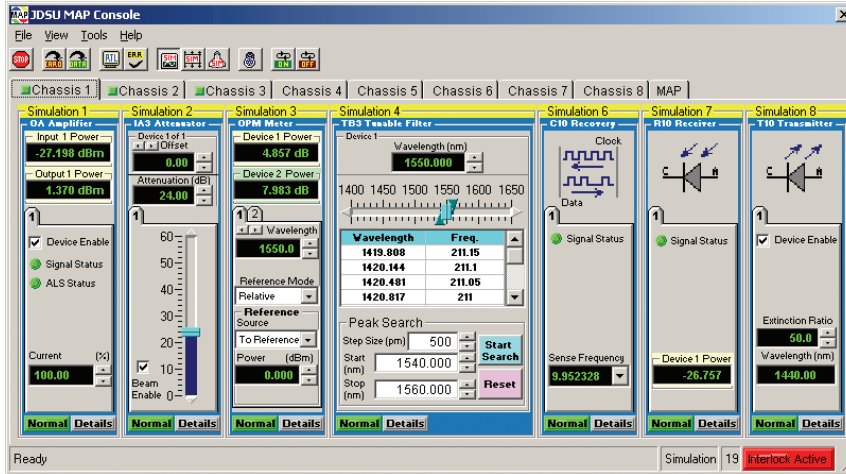 MAP JDSU MAP Console
File View Tools Help
STOP RTL ERR SIM SIM SIM ON OFF
Chassis 1 Chassis 2 Chassis 3 Chassis 4 Chassis 5 Chassis 6 Chassis 7 Chassis 8 MAP
Simulation 1
OA Amplifier
Input 1 Power
-27.198 dBm
Output 1 Power
1.370 dBm
1
Device Enable
Signal Status
ALS Status
Current (%)
100.00
Normal Details
Simulation 2
IA3 Attenuator
Device 1 of 1
Offset
0.00
Attenuation (dB)
24.00
1
60
50
40
30
20
10
0
Beam
Enable
Normal Details
Simulation 3
OPM Meter
Device 1 Power
4.857 dB
Device 2 Power
7.983 dB
1 2
Wavelength
1550.0
Reference Mode
Relative
Reference
Source
To Reference
Power (dBm)
0.000
Normal Details
Simulation 4
TB3 Tunable Filter
Device 1
Wavelength (nm)
1550.000
1400 1450 1500 1550 1600 1650
Wavelength Freq.
1419.808 211.15
1420.144 211.1
1420.481 211.05
1420.817 211
Peak Search
Step Size (pm) 500
Start
(nm) 1540.000
Stop
(nm) 1560.000
Start
Search
Reset
Normal Details
Simulation 6
C10 Recovery
Clock
Data
1
Signal Status
Sense Frequency
9.952328
Normal Details
Simulation 7
R10 Receiver
C A
1
Signal Status
Device 1 Power
-26.757
Normal Details
Simulation 8
T10 Transmitter
C A
1
Device Enable
Extinction Ratio
50.0
Wavelength (nm)
1440.00
Normal Details
Ready
Simulation 19 Interlock Active